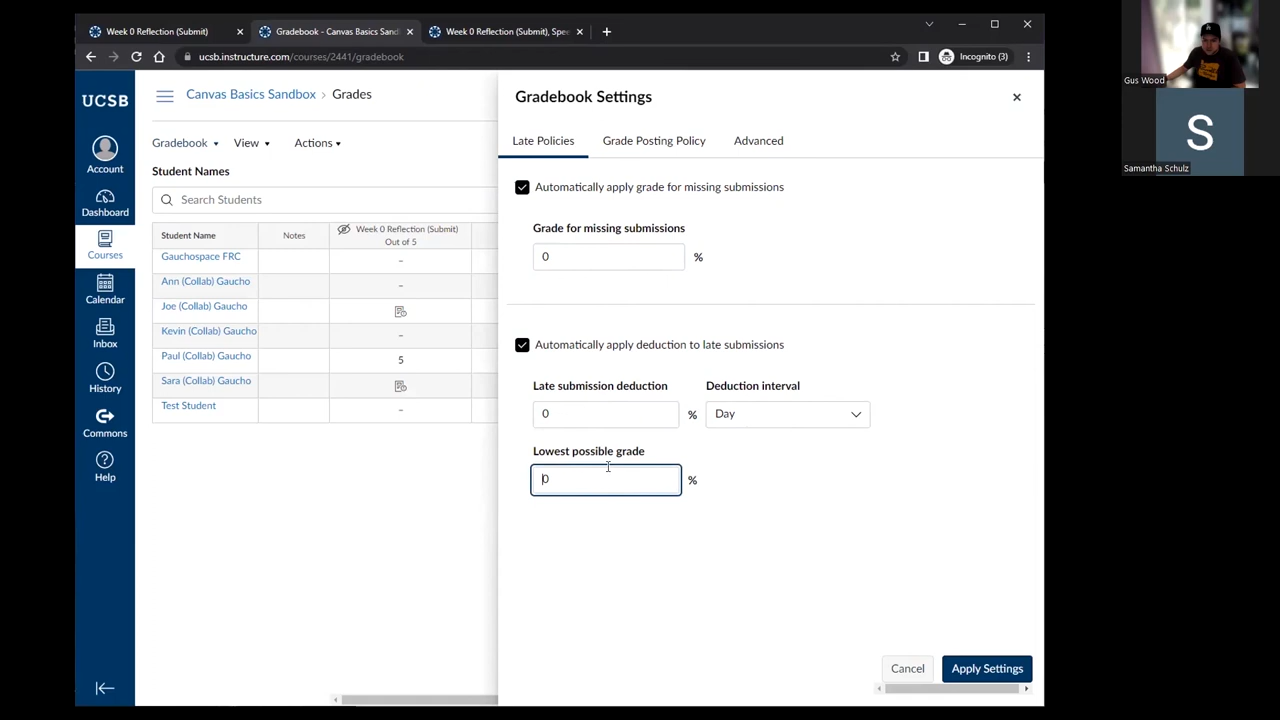 Week 0 Reflection (Submit)
Gradebook - Canvas Basics Sand
Week 0 Reflection (Submit), Spee
ucsb.instructure.com/courses/2441/gradebook
Incognito (3)
Gus Wood
S
Samantha Schulz
UCSB
Account
Dashboard
Courses
Calendar
Inbox
History
Commons
Help
Canvas Basics Sandbox > Grades
Gradebook
View
Actions
Student Names
Search Students
Student Name
Notes
Week 0 Reflection (Submit)
Out of 5
Gauchospace FRC
–
Ann (Collab) Gaucho
–
Joe (Collab) Gaucho
Kevin (Collab) Gaucho
–
Paul (Collab) Gaucho
5
Sara (Collab) Gaucho
Test Student
–
Gradebook Settings
Late Policies
Grade Posting Policy
Advanced
Automatically apply grade for missing submissions
Grade for missing submissions
0 %
Automatically apply deduction to late submissions
Late submission deduction
Deduction interval
0 %
Day
Lowest possible grade
0 %
Cancel
Apply Settings